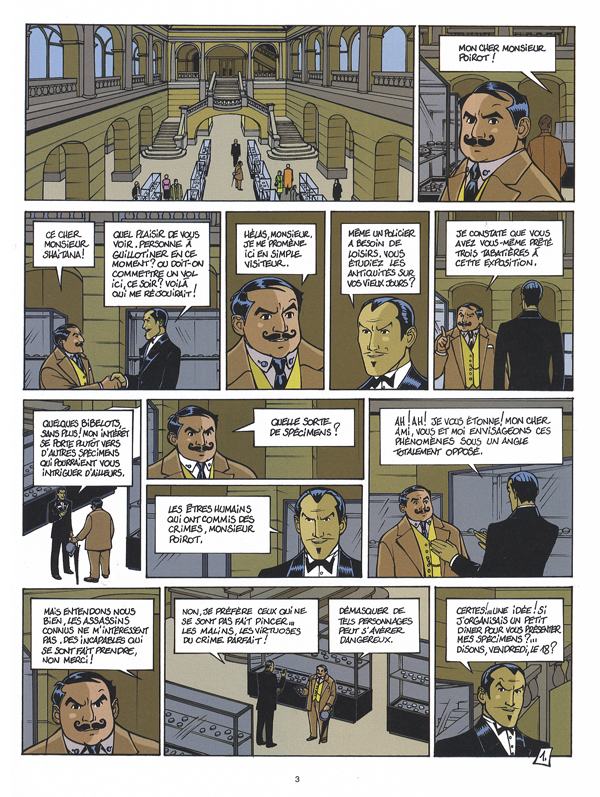 MON CHER MONSIEUR
POIROT !
CE CHER
MONSIEUR
SHAITANA !
QUEL PLAISIR DE VOUS
VOIR. PERSONNE À
GUILLOTINER EN CE
MOMENT ? OU DOIT-ON
COMMETTRE UN VOL
ICI, CE SOIR ? VOILÀ
QUI ME RÉJOUIRAIT !
HÉLAS, MONSIEUR,
JE ME PROMÈNE
ICI EN SIMPLE
VISITEUR.
MÊME UN POLICIER
A BESOIN DE
LOISIRS. VOUS
ÉTUDIEZ LES
ANTIQUITÉS SUR
VOS VIEUX JOURS ?
JE CONSTATE QUE VOUS
AVEZ VOUS-MÊME PRÊTÉ
TROIS TABATIÈRES À
CETTE EXPOSITION.
QUELQUES BIBELOTS,
SANS PLUS ! MON INTÉRÊT
SE PORTE PLUTÔT VERS
D'AUTRES SPÉCIMENS
QUI POURRAIENT VOUS
INTRIGUER D'AILLEURS.
QUELLE SORTE
DE SPÉCIMENS ?
LES ÊTRES HUMAINS
QUI ONT COMMIS DES
CRIMES, MONSIEUR
POIROT.
AH ! AH ! JE VOUS ÉTONNE ! MON CHER
AMI, VOUS ET MOI ENVISAGEONS CES
PHÉNOMÈNES SOUS UN ANGLE
TOTALEMENT OPPOSÉ.
MAIS ENTENDONS NOUS
BIEN, LES ASSASSINS
CONNUS NE M'INTÉRESSENT
PAS. DES INCAPABLES QUI
SE SONT FAIT PRENDRE,
NON MERCI !
NON, JE PRÉFÈRE CEUX QUI NE
SE SONT PAS FAIT PINCER...
LES MALINS, LES VIRTUOSES
DU CRIME PARFAIT !
DÉMASQUER DE
TELS PERSONNAGES
PEUT S'AVÉRER
DANGEREUX.
CERTES !... UNE IDÉE ! SI
J'ORGANISAIS UN PETIT
DÎNER POUR VOUS PRÉSENTER
MES SPÉCIMENS ?...
DISONS, VENDREDI, LE 18 ?
1.
3